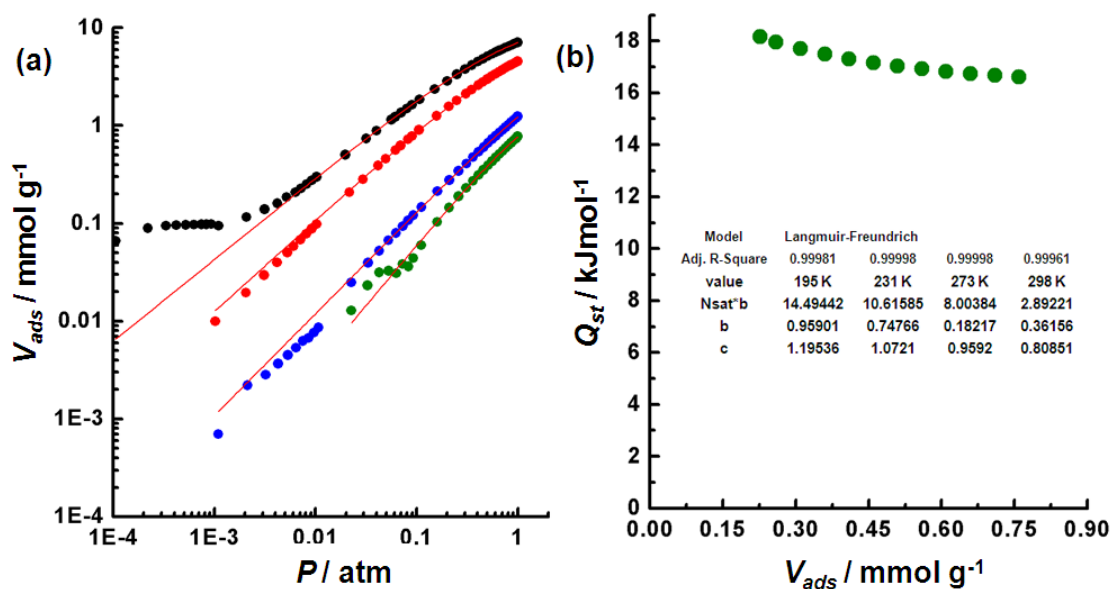 (a)
10
1
0.1
0.01
1E-3
1E-4
1E-4
1E-3
0.01
0.1
1
V_ads / mmol g⁻¹
P / atm
(b)
18
16
14
12
10
8
6
4
2
0
0.00
0.15
0.30
0.45
0.60
0.75
0.90
Q_st / kJmol⁻¹
V_ads / mmol g⁻¹
Model Langmuir-Freundrich
Adj. R-Square 0.99981 0.99998 0.99998 0.99961
value 195 K 231 K 273 K 298 K
Nsat*b 14.49442 10.61585 8.00384 2.89221
b 0.95901 0.74766 0.18217 0.36156
c 1.19536 1.0721 0.9592 0.80851